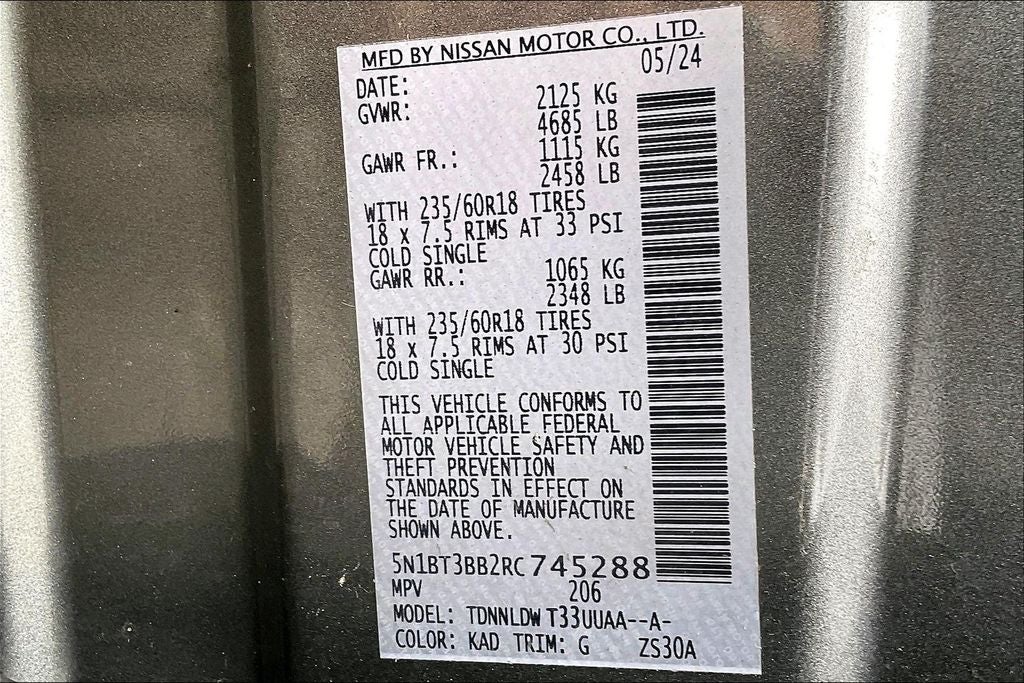 MFD BY NISSAN MOTOR CO., LTD.
DATE: 05/24
GVWR: 2125 KG
4685 LB
GAWR FR.: 1115 KG
2458 LB
WITH 235/60R18 TIRES
18 x 7.5 RIMS AT 33 PSI
COLD SINGLE
GAWR RR.: 1065 KG
2348 LB
WITH 235/60R18 TIRES
18 x 7.5 RIMS AT 30 PSI
COLD SINGLE
THIS VEHICLE CONFORMS TO
ALL APPLICABLE FEDERAL
MOTOR VEHICLE SAFETY AND
THEFT PREVENTION
STANDARDS IN EFFECT ON
THE DATE OF MANUFACTURE
SHOWN ABOVE.
5N1BT3BB2RC745288
MPV 206
MODEL: TDNNLDW T33UUAA--A-
COLOR: KAD TRIM: G ZS30A